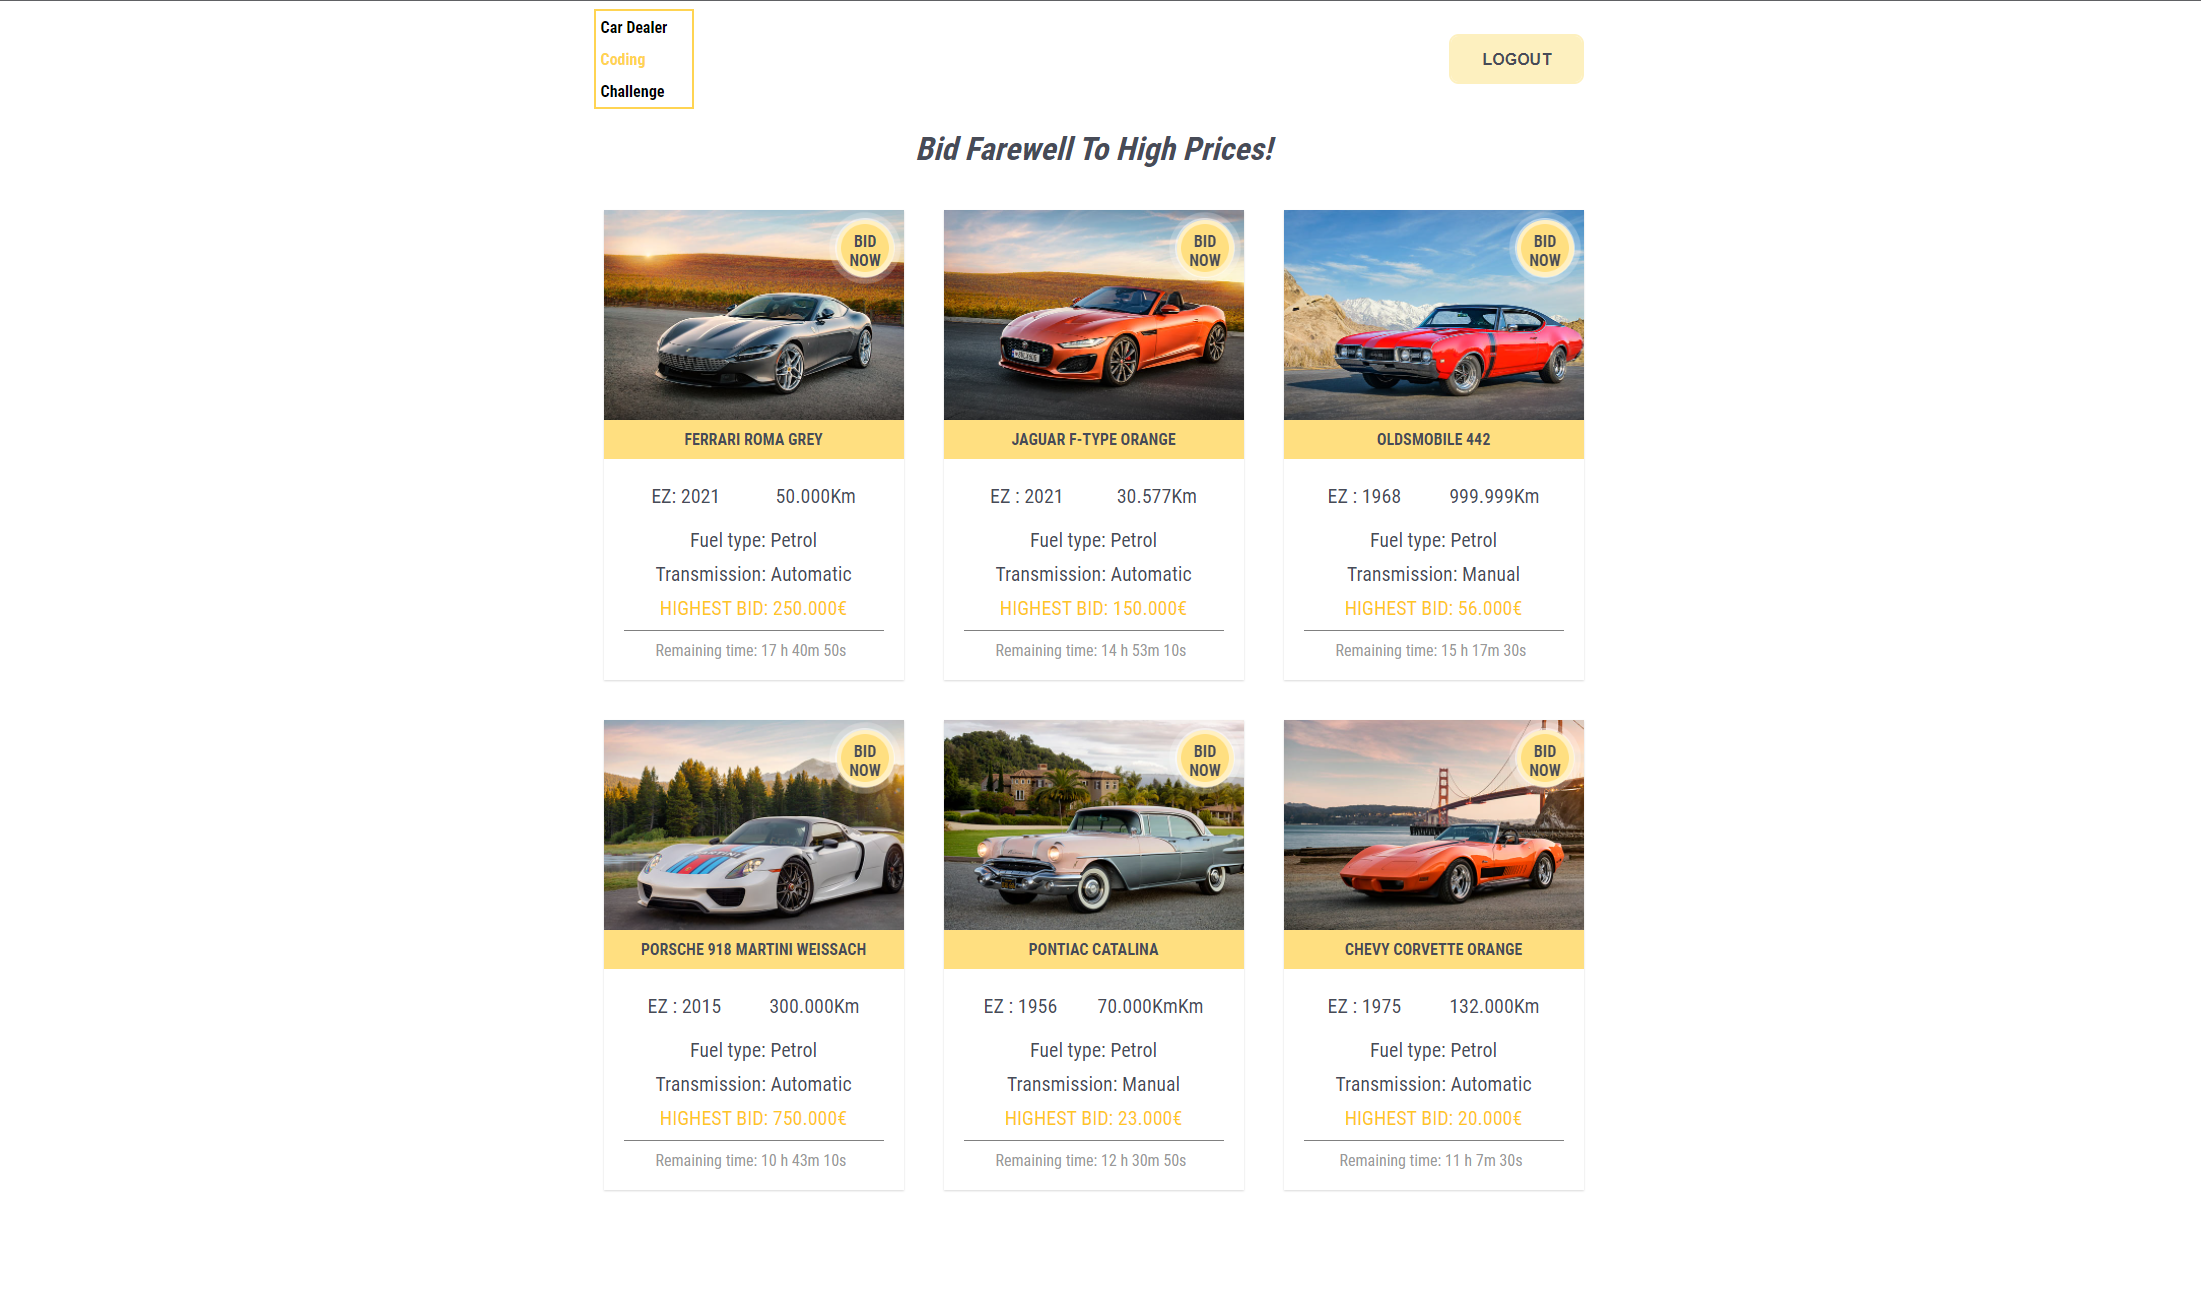 Car Dealer
Coding
Challenge
LOGOUT
Bid Farewell To High Prices!
BID
NOW
FERRARI ROMA GREY
EZ: 2021 50.000Km
Fuel type: Petrol
Transmission: Automatic
HIGHEST BID: 250.000€
Remaining time: 17 h 40m 50s
BID
NOW
JAGUAR F-TYPE ORANGE
EZ : 2021 30.577Km
Fuel type: Petrol
Transmission: Automatic
HIGHEST BID: 150.000€
Remaining time: 14 h 53m 10s
BID
NOW
OLDSMOBILE 442
EZ : 1968 999.999Km
Fuel type: Petrol
Transmission: Manual
HIGHEST BID: 56.000€
Remaining time: 15 h 17m 30s
BID
NOW
PORSCHE 918 MARTINI WEISSACH
EZ : 2015 300.000Km
Fuel type: Petrol
Transmission: Automatic
HIGHEST BID: 750.000€
Remaining time: 10 h 43m 10s
BID
NOW
PONTIAC CATALINA
EZ : 1956 70.000KmKm
Fuel type: Petrol
Transmission: Manual
HIGHEST BID: 23.000€
Remaining time: 12 h 30m 50s
BID
NOW
CHEVY CORVETTE ORANGE
EZ : 1975 132.000Km
Fuel type: Petrol
Transmission: Automatic
HIGHEST BID: 20.000€
Remaining time: 11 h 7m 30s